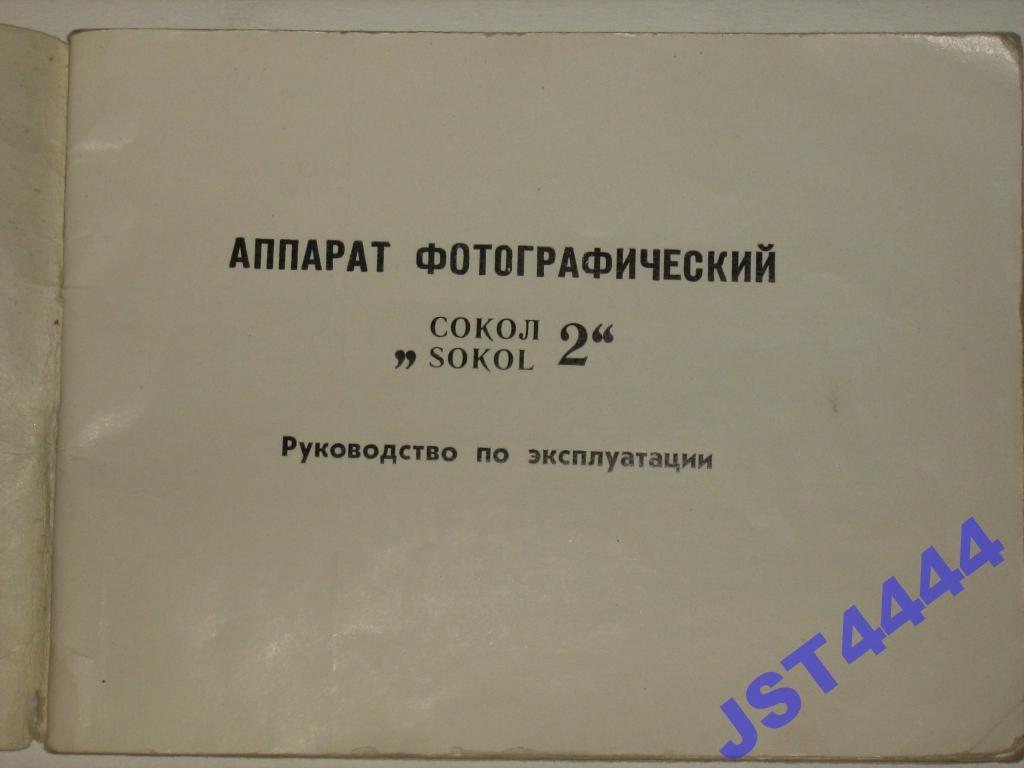 АППАРАТ ФОТОГРАФИЧЕСКИЙ
„ СОКОЛ
SOKOL 2“
Руководство по эксплуатации
JST4444